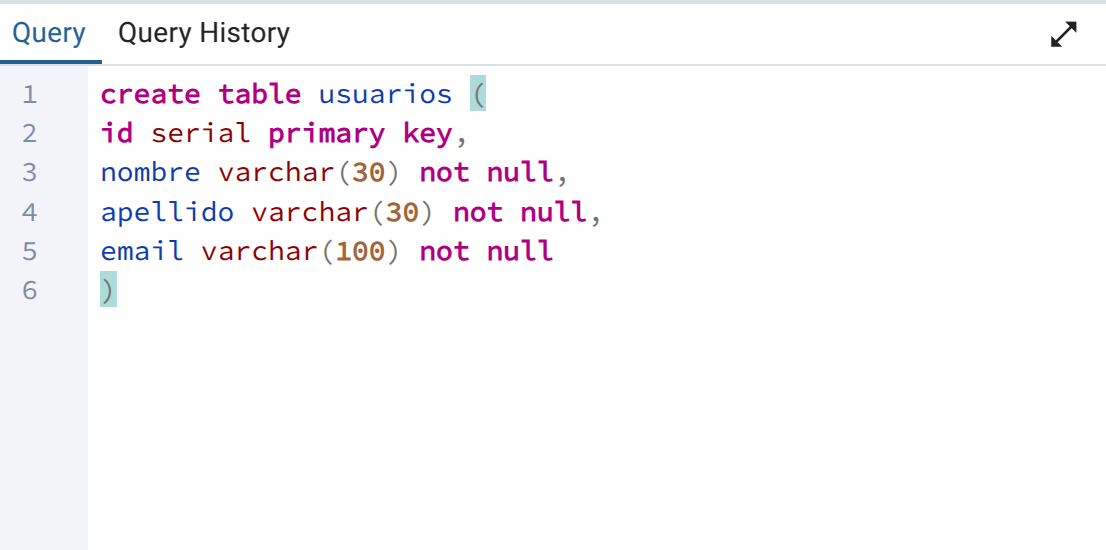 Query Query History
1 create table usuarios (
2 id serial primary key,
3 nombre varchar(30) not null,
4 apellido varchar(30) not null,
5 email varchar(100) not null
6 )